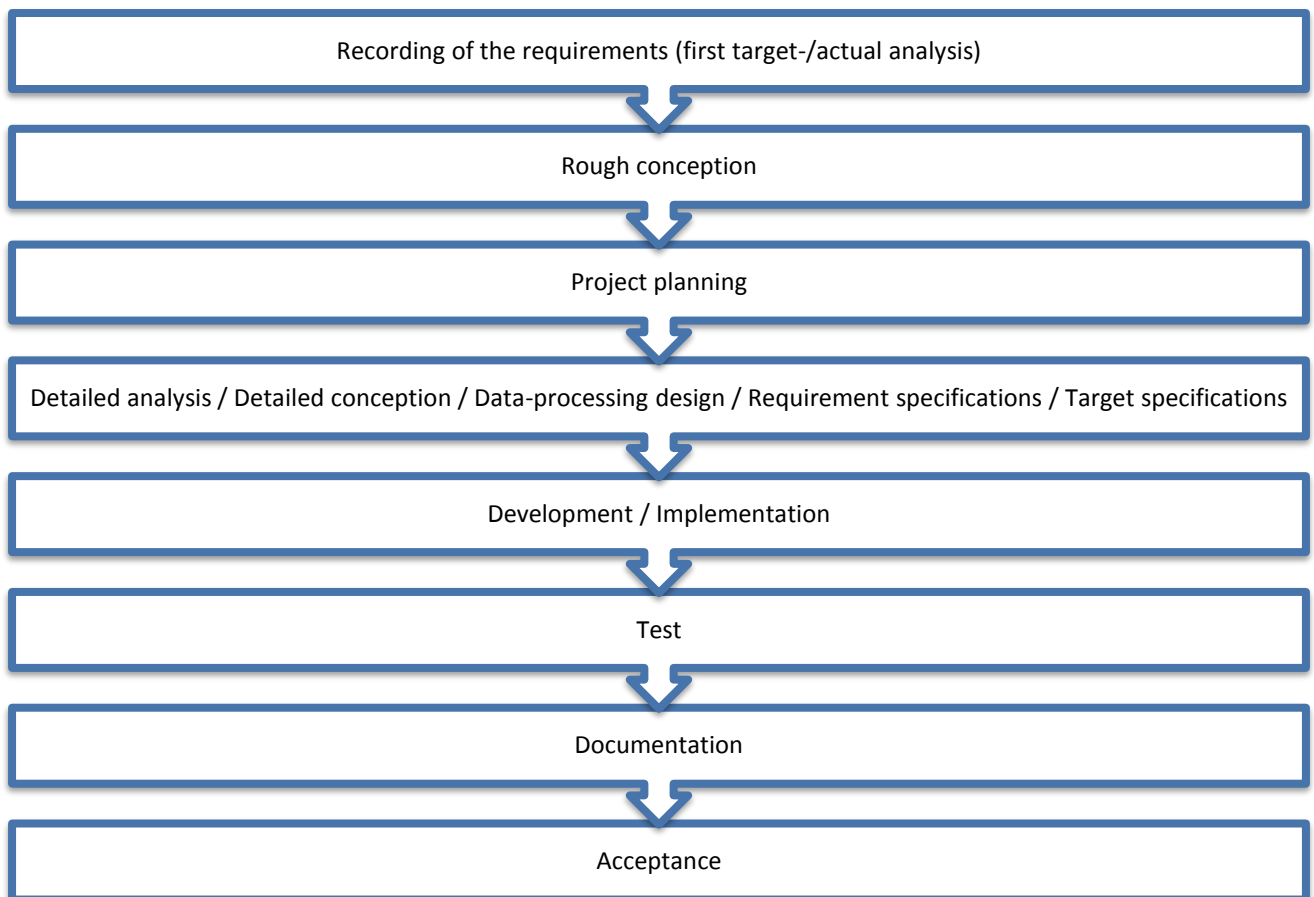 Recording of the requirements (first target-/actual analysis)
Rough conception
Project planning
Detailed analysis / Detailed conception / Data-processing design / Requirement specifications / Target specifications
Development / Implementation
Test
Documentation
Acceptance